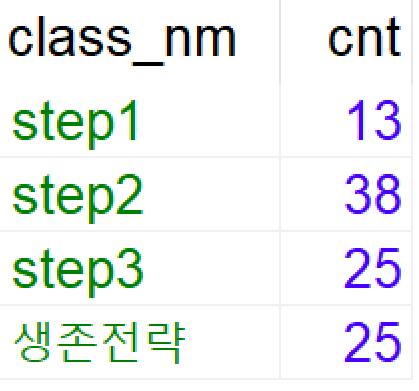 class_nm cnt
step1 13
step2 38
step3 25
생존전략 25